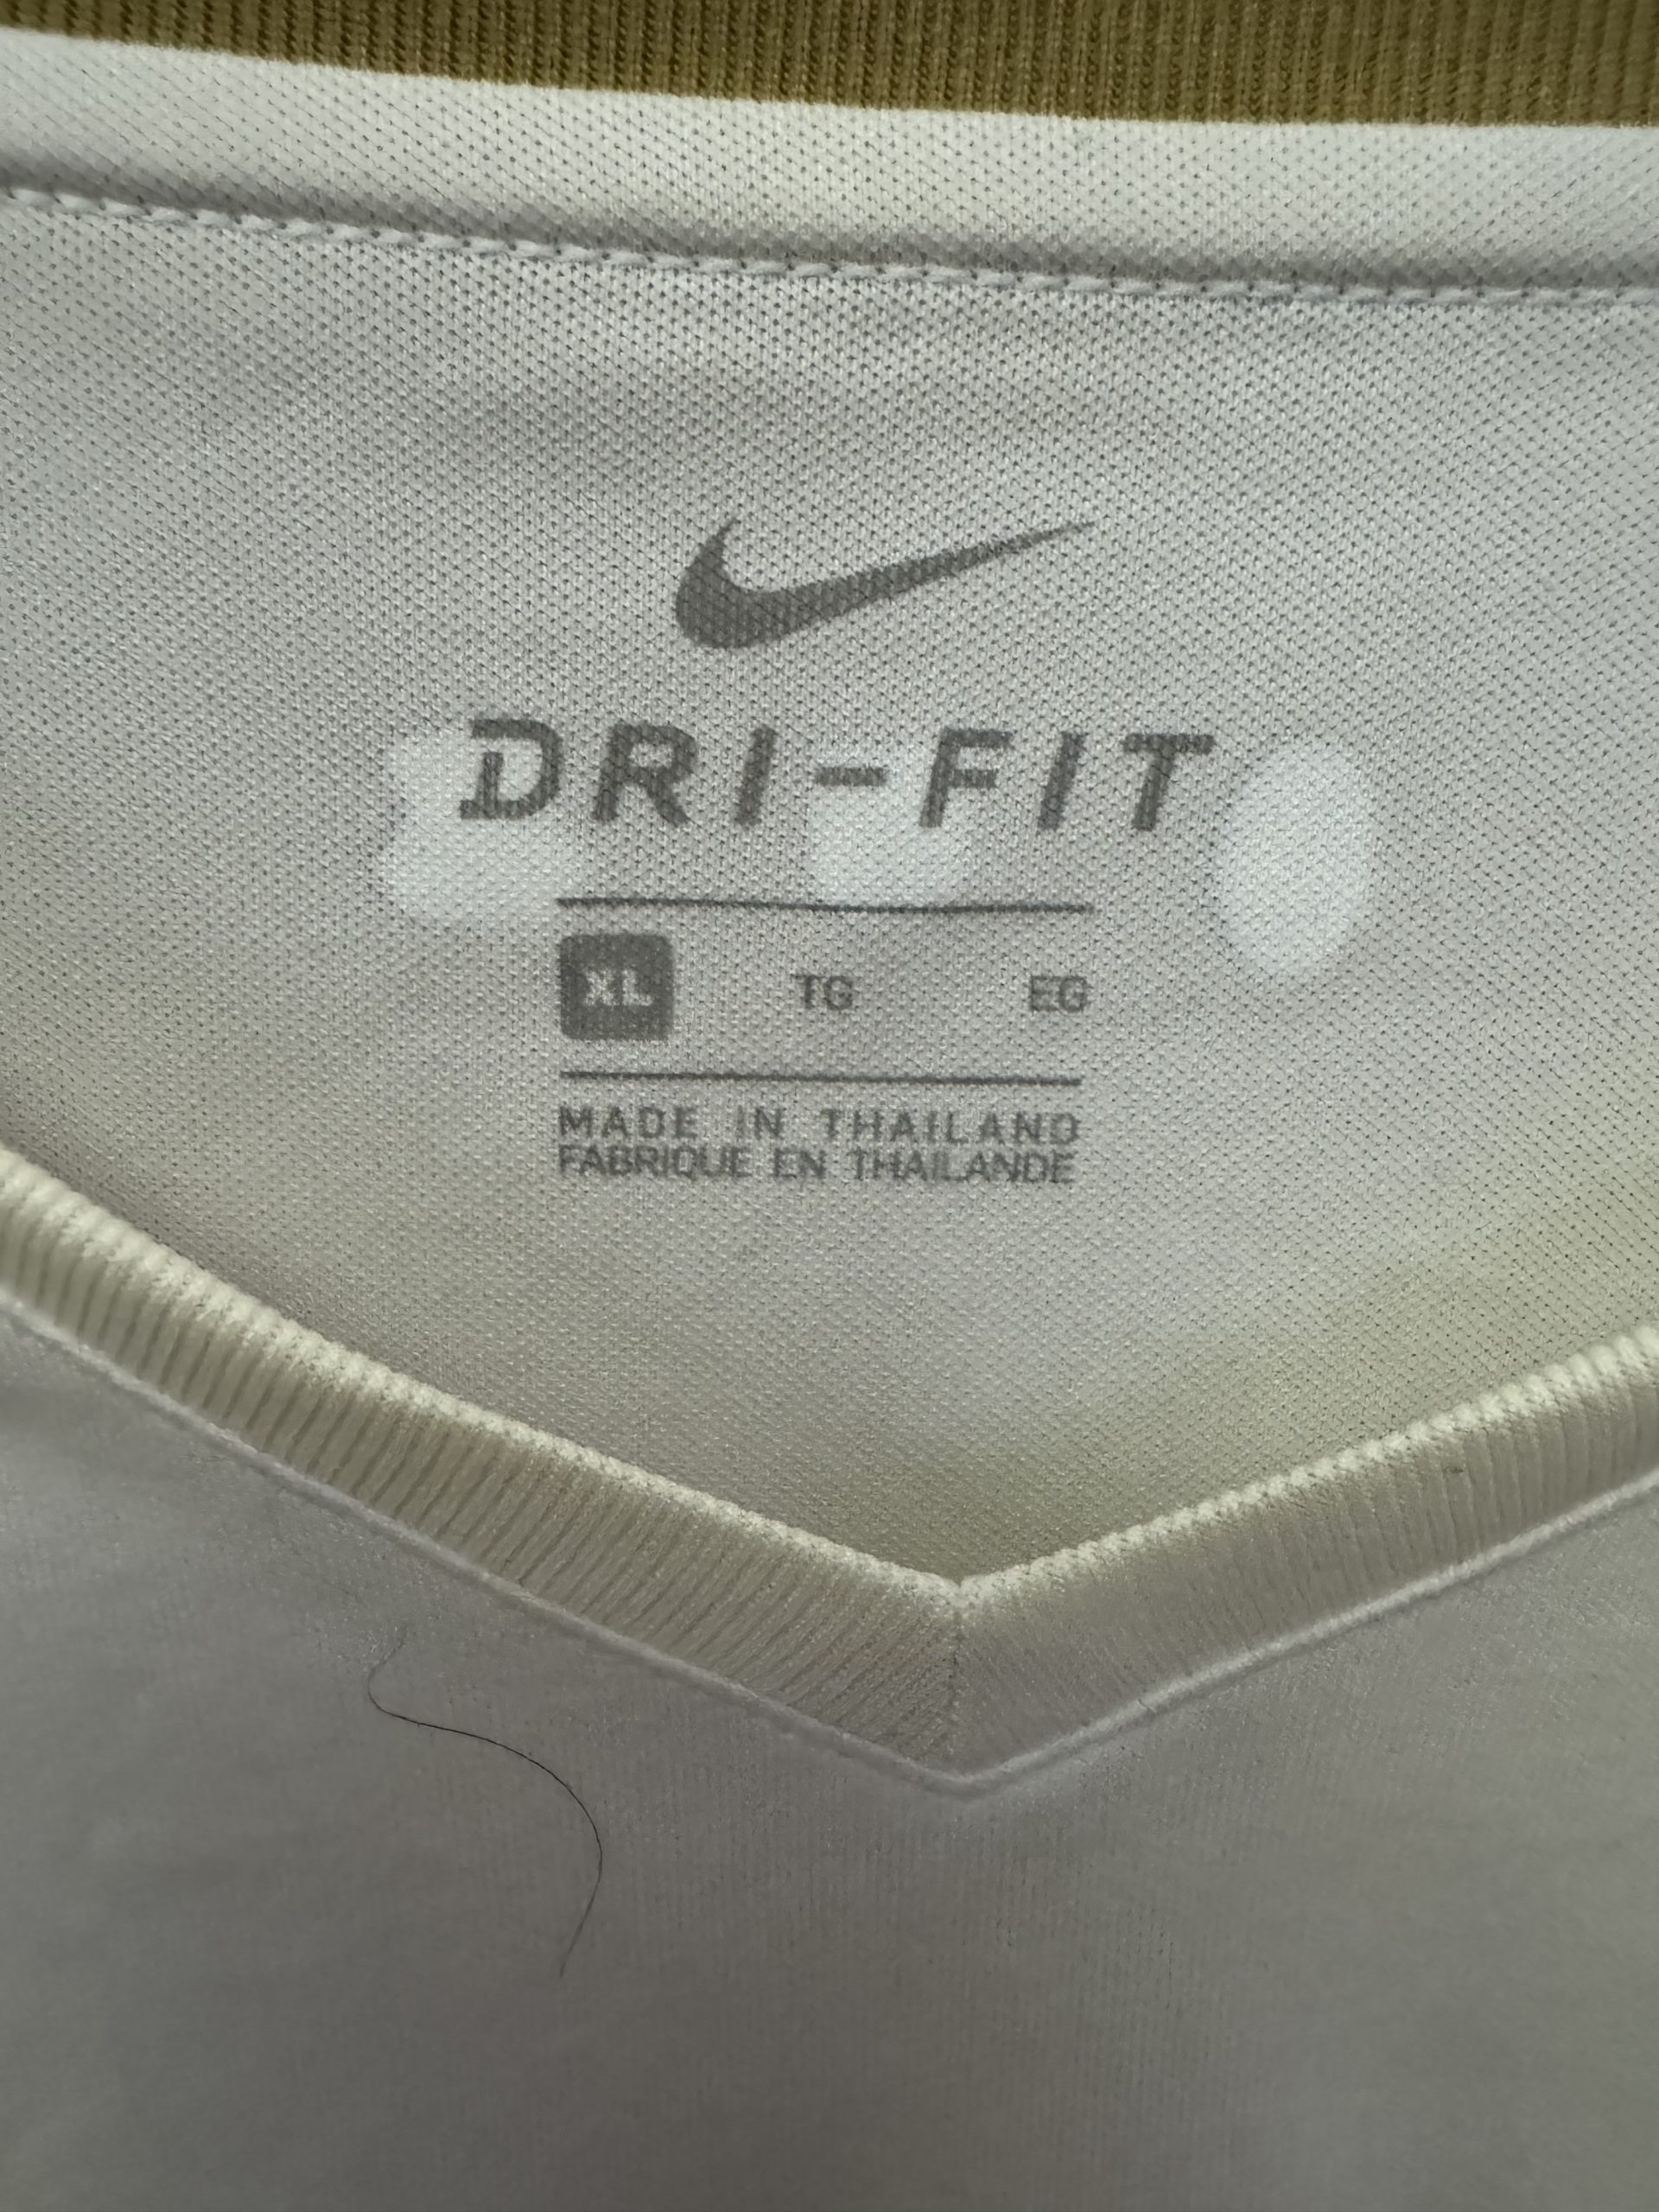 DRI-FIT
XL TG EG
MADE IN THAILAND
FABRIQUE EN THAILANDE